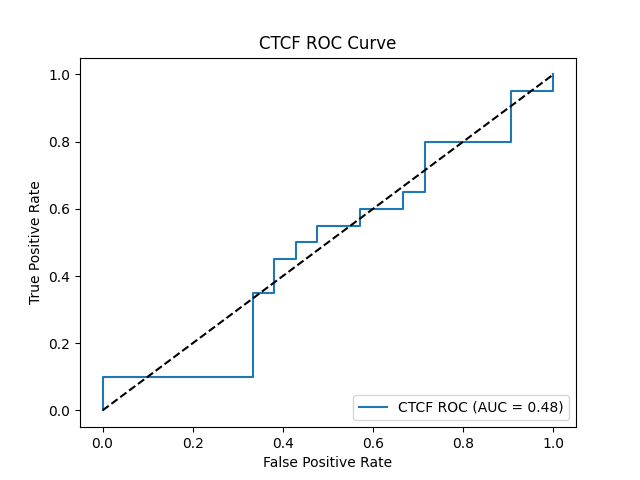 CTCF ROC Curve
True Positive Rate
1.0
0.8
0.6
0.4
0.2
0.0
CTCF ROC (AUC = 0.48)
0.0 0.2 0.4 0.6 0.8 1.0
False Positive Rate